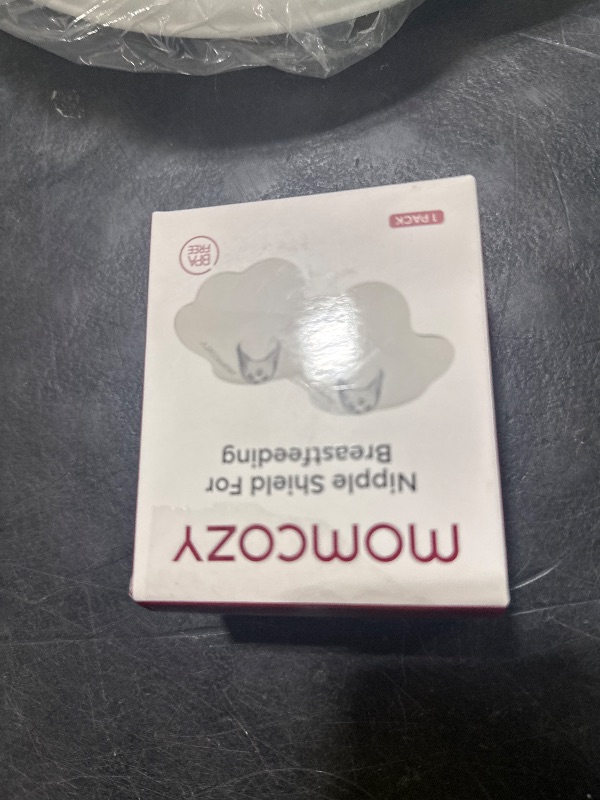 momcozy
Nipple Shield For
Breastfeeding
BPA
FREE
1 PACK